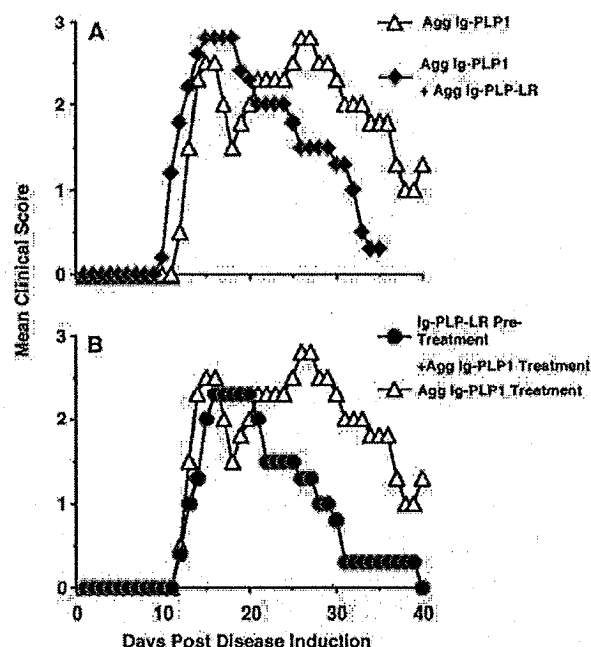 A
3
2
1
0
Agg Ig-PLP1
Agg Ig-PLP1
+ Agg Ig-PLP-LR
Mean Clinical Score
B
3
2
1
0
Ig-PLP-LR Pre-
Treatment
+Agg Ig-PLP1 Treatment
Agg Ig-PLP1 Treatment
0 10 20 30 40
Days Post Disease Induction